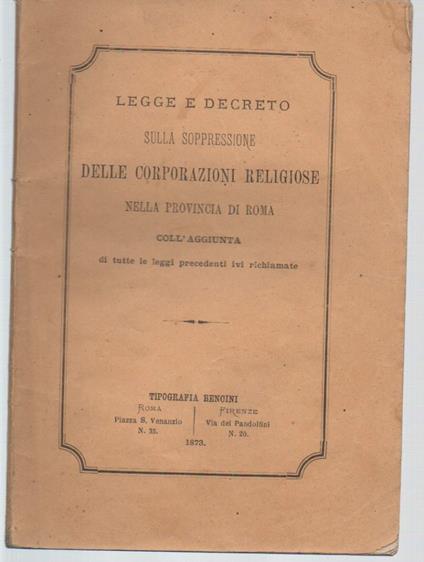 LEGGE E DECRETO
SULLA SOPPRESSIONE
DELLE CORPORAZIONI RELIGIOSE
NELLA PROVINCIA DI ROMA
COLL'AGGIUNTA
di tutte le leggi precedenti ivi richiamate
TIPOGRAFIA BENCINI
ROMA
Piazza S. Venanzio
N. 35.
FIRENZE
Via dei Pandolfini
N. 20.
1873.